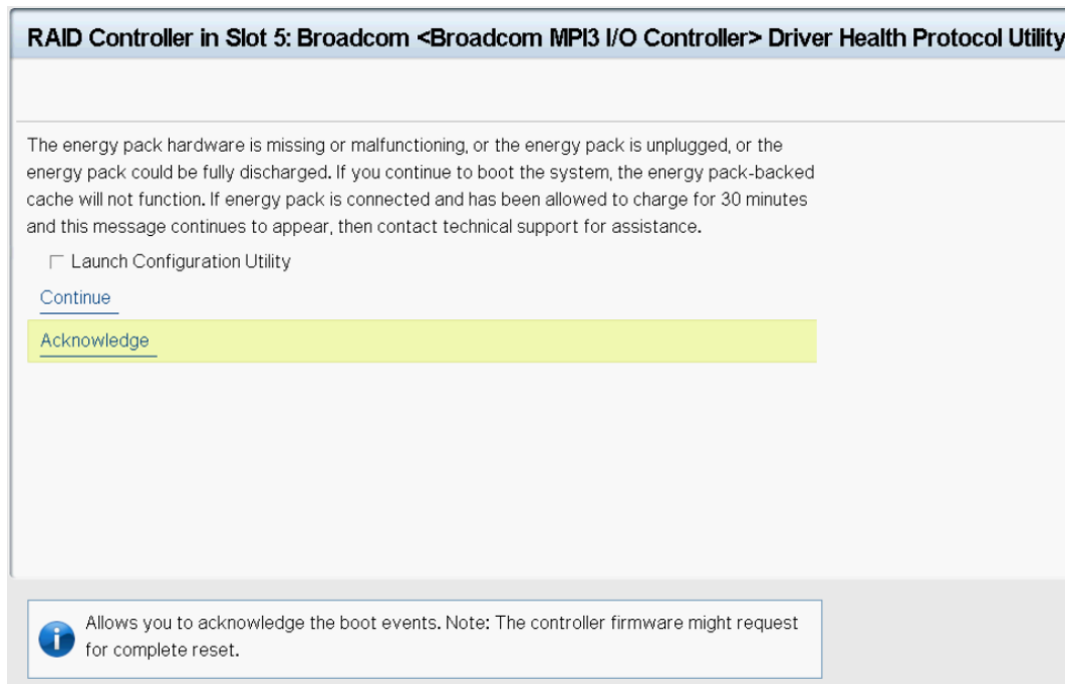 RAID Controller in Slot 5: Broadcom <Broadcom MPI3 I/O Controller> Driver Health Protocol Utility
The energy pack hardware is missing or malfunctioning, or the energy pack is unplugged, or the
energy pack could be fully discharged. If you continue to boot the system, the energy pack-backed
cache will not function. If energy pack is connected and has been allowed to charge for 30 minutes
and this message continues to appear, then contact technical support for assistance.
Launch Configuration Utility
Continue
Acknowledge
Allows you to acknowledge the boot events. Note: The controller firmware might request
for complete reset.